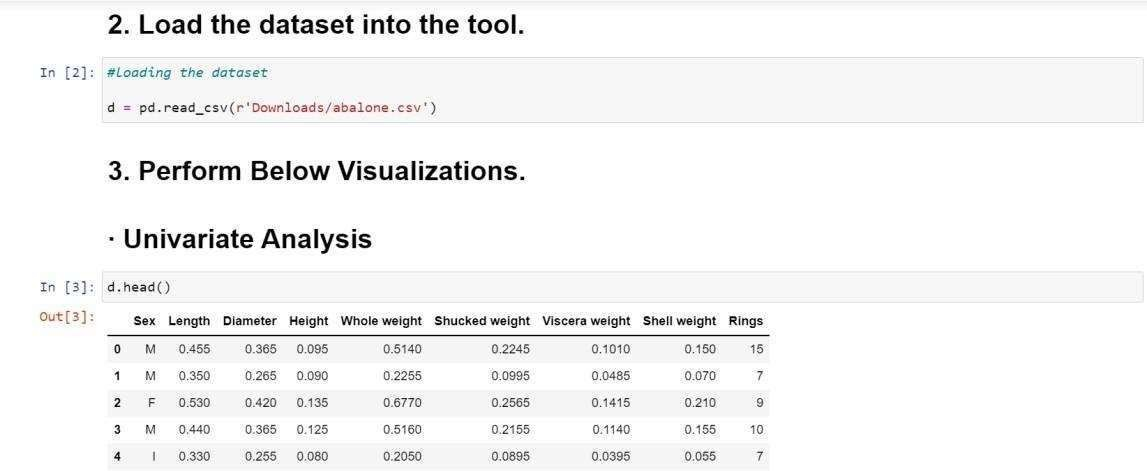 2. Load the dataset into the tool.
In [2]: #Loading the dataset
d = pd.read_csv(r'Downloads/abalone.csv')
3. Perform Below Visualizations.
· Univariate Analysis
In [3]: d.head()
Out[3]:
Sex Length Diameter Height Whole weight Shucked weight Viscera weight Shell weight Rings
0 M 0.455 0.365 0.095 0.5140 0.2245 0.1010 0.150 15
1 M 0.350 0.265 0.090 0.2255 0.0995 0.0485 0.070 7
2 F 0.530 0.420 0.135 0.6770 0.2565 0.1415 0.210 9
3 M 0.440 0.365 0.125 0.5160 0.2155 0.1140 0.155 10
4 I 0.330 0.255 0.080 0.2050 0.0895 0.0395 0.055 7